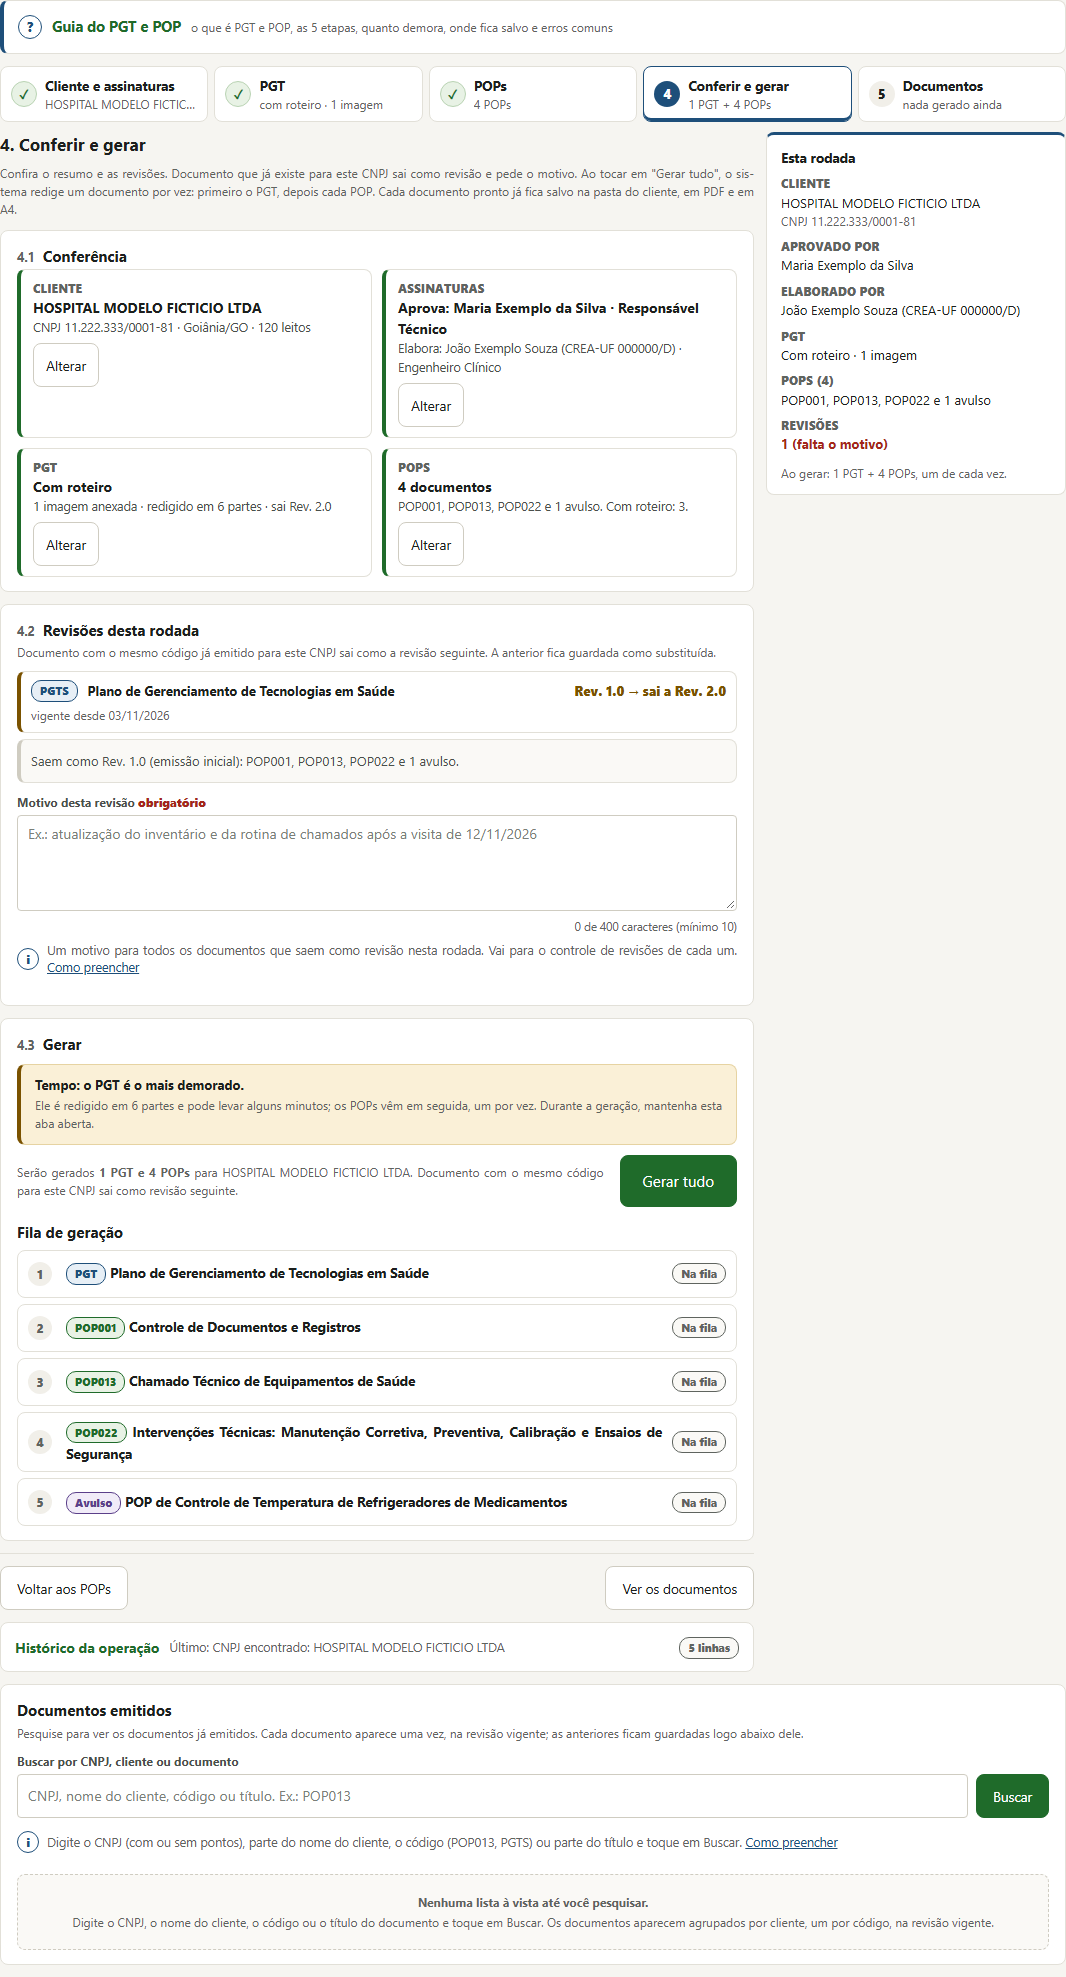 ? Guia do PGT e POP o que é PGT e POP, as 5 etapas, quanto demora, onde fica salvo e erros comuns
✓ Cliente e assinaturas
HOSPITAL MODELO FICTIC...
✓ PGT
com roteiro · 1 imagem
✓ POPs
4 POPs
4 Conferir e gerar
1 PGT + 4 POPs
5 Documentos
nada gerado ainda
4. Conferir e gerar
Confira o resumo e as revisões. Documento que já existe para este CNPJ sai como revisão e pede o motivo. Ao tocar em "Gerar tudo", o sis-
tema redige um documento por vez: primeiro o PGT, depois cada POP. Cada documento pronto já fica salvo na pasta do cliente, em PDF e em
A4.
4.1 Conferência
CLIENTE
HOSPITAL MODELO FICTICIO LTDA
CNPJ 11.222.333/0001-81 · Goiânia/GO · 120 leitos
Alterar
ASSINATURAS
Aprova: Maria Exemplo da Silva · Responsável
Técnico
Elabora: João Exemplo Souza (CREA-UF 000000/D) ·
Engenheiro Clínico
Alterar
PGT
Com roteiro
1 imagem anexada · redigido em 6 partes · sai Rev. 2.0
Alterar
POPS
4 documentos
POP001, POP013, POP022 e 1 avulso. Com roteiro: 3.
Alterar
4.2 Revisões desta rodada
Documento com o mesmo código já emitido para este CNPJ sai como a revisão seguinte. A anterior fica guardada como substituída.
PGTS Plano de Gerenciamento de Tecnologias em Saúde Rev. 1.0 → sai a Rev. 2.0
vigente desde 03/11/2026
Saem como Rev. 1.0 (emissão inicial): POP001, POP013, POP022 e 1 avulso.
Motivo desta revisão obrigatório
Ex.: atualização do inventário e da rotina de chamados após a visita de 12/11/2026
0 de 400 caracteres (mínimo 10)
i Um motivo para todos os documentos que saem como revisão nesta rodada. Vai para o controle de revisões de cada um.
Como preencher
4.3 Gerar
Tempo: o PGT é o mais demorado.
Ele é redigido em 6 partes e pode levar alguns minutos; os POPs vêm em seguida, um por vez. Durante a geração, mantenha esta
aba aberta.
Serão gerados 1 PGT e 4 POPs para HOSPITAL MODELO FICTICIO LTDA. Documento com o mesmo código
para este CNPJ sai como revisão seguinte.
Gerar tudo
Fila de geração
1 PGT Plano de Gerenciamento de Tecnologias em Saúde Na fila
2 POP001 Controle de Documentos e Registros Na fila
3 POP013 Chamado Técnico de Equipamentos de Saúde Na fila
4 POP022 Intervenções Técnicas: Manutenção Corretiva, Preventiva, Calibração e Ensaios de
Segurança Na fila
5 Avulso POP de Controle de Temperatura de Refrigeradores de Medicamentos Na fila
Voltar aos POPs
Ver os documentos
Histórico da operação Último: CNPJ encontrado: HOSPITAL MODELO FICTICIO LTDA 5 linhas
Esta rodada
CLIENTE
HOSPITAL MODELO FICTICIO LTDA
CNPJ 11.222.333/0001-81
APROVADO POR
Maria Exemplo da Silva
ELABORADO POR
João Exemplo Souza (CREA-UF 000000/D)
PGT
Com roteiro · 1 imagem
POPS (4)
POP001, POP013, POP022 e 1 avulso
REVISÕES
1 (falta o motivo)
Ao gerar: 1 PGT + 4 POPs, um de cada vez.
Documentos emitidos
Pesquise para ver os documentos já emitidos. Cada documento aparece uma vez, na revisão vigente; as anteriores ficam guardadas logo abaixo dele.
Buscar por CNPJ, cliente ou documento
CNPJ, nome do cliente, código ou título. Ex.: POP013
Buscar
i Digite o CNPJ (com ou sem pontos), parte do nome do cliente, o código (POP013, PGTS) ou parte do título e toque em Buscar. Como preencher
Nenhuma lista à vista até você pesquisar.
Digite o CNPJ, o nome do cliente, o código ou o título do documento e toque em Buscar. Os documentos aparecem agrupados por cliente, um por código, na revisão vigente.